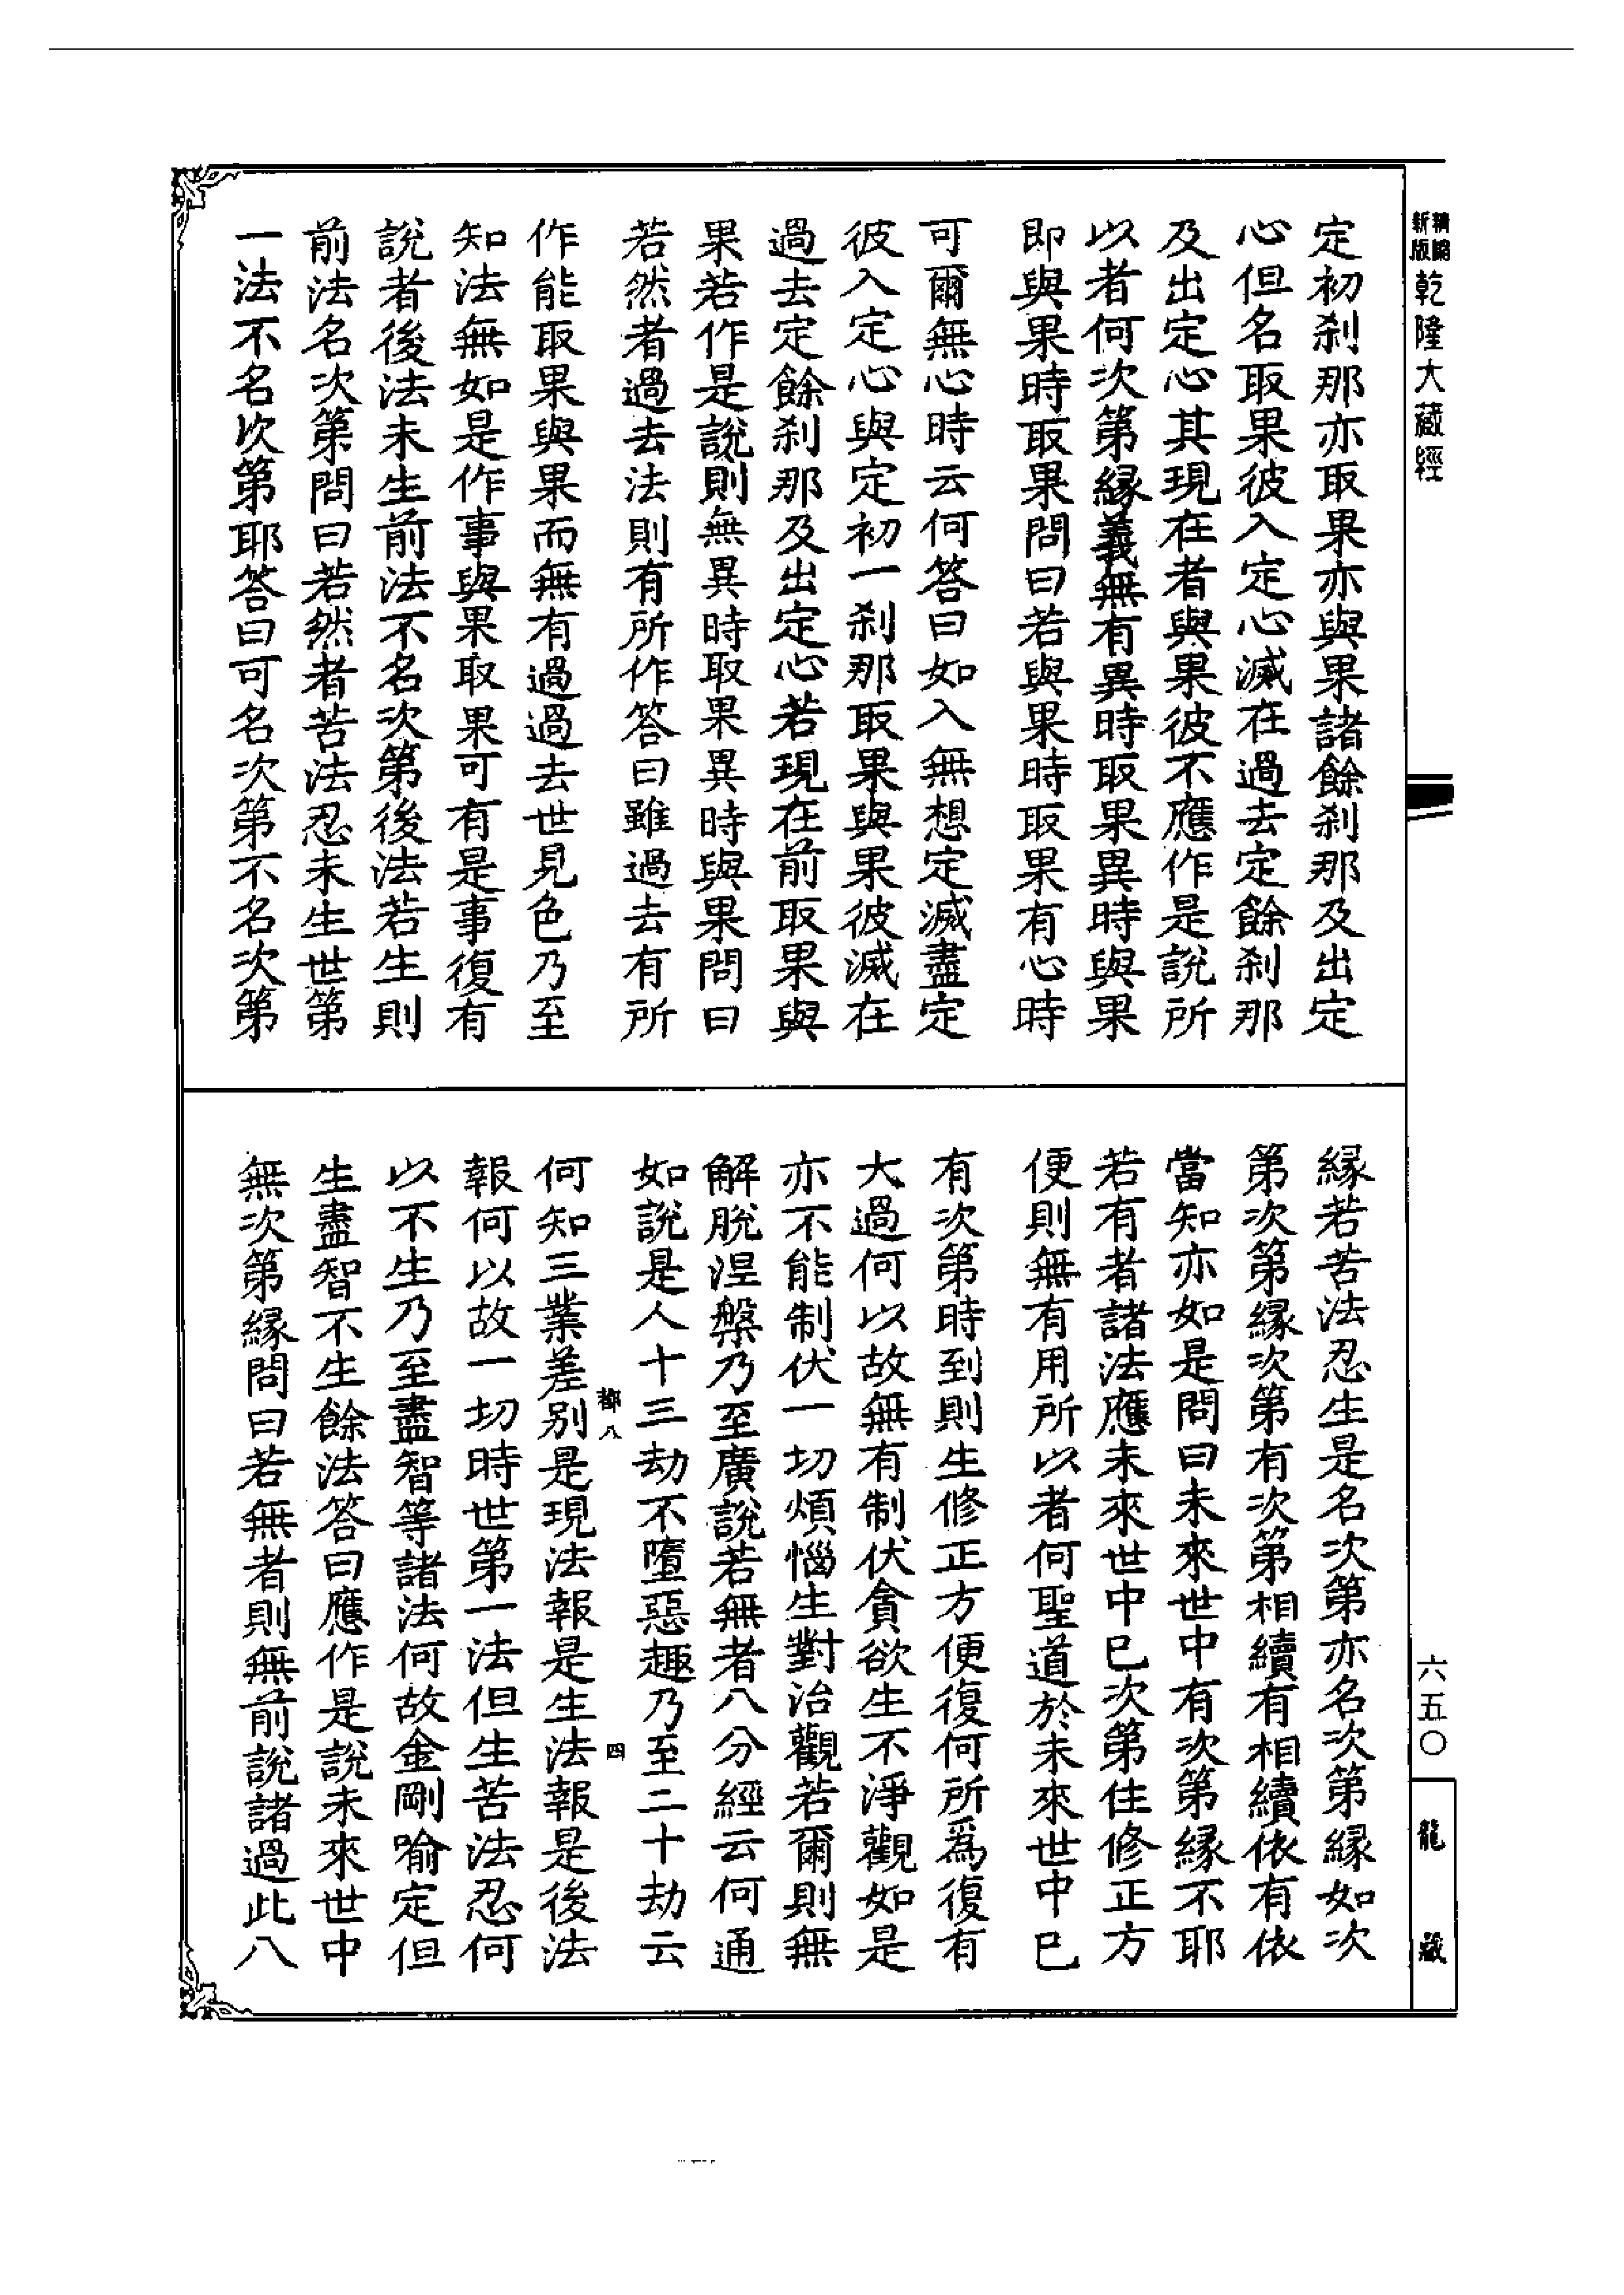 精縮
新版
乾隆大藏經
定初刹那亦取果亦與果諸餘刹那及出定
心但名取果彼入定心滅在過去定餘刹那
及出定心其現在者與果彼不應作是說所
以者何次第緣義無有異時取果異時與果
即與果時取果問曰若與果時取果有心時
可爾無心時云何答曰如入無想定滅盡定
彼入定心與定初一刹那取果與果彼滅在
過去定餘刹那及出定心若現在前取果與
果若作是說則無異時取果異時與果問曰
若然者過去法則有所作答曰雖過去有所
作能取果與果而無有過過去世見色乃至
知法無如是作事與果取果可有是事復有
說者後法未生前法不名次第後法若生則
前法名次第問曰若然者苦法忍未生世第
一法不名次第耶答曰可名次第不名次第
緣若苦法忍生是名次第亦名次第緣如次
第次第緣次第有次第相續有相續依有依
當知亦如是問曰未來世中有次第緣不耶
若有者諸法應未來世中已次第住修正方
便則無有用所以者何聖道於未來世中已
有次第時到則生修正方便復何所爲復有
大過何以故無有制伏貪欲生不淨觀如是
亦不能制伏一切煩惱生對治觀若爾則無
解脫涅槃乃至廣說若無者八分經云何通
如說是人十三劫不墮惡趣乃至二十劫云
何知三業差別是現法報是生法報是後法
報何以故一切時世第一法但生苦法忍何
以不生乃至盡智等諸法何故金剛喻定但
生盡智不生餘法答曰應作是說未來世中
無次第緣問曰若無者則無前說諸過此八
八
四
六五〇
龍藏